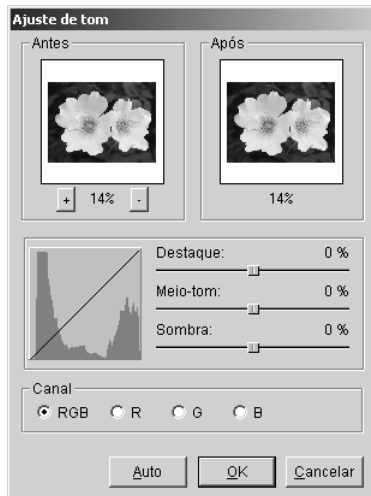 Ajuste de tom
Antes
Após
+ 14% -
14%
Destaque: 0 %
Meio-tom: 0 %
Sombra: 0 %
Canal
RGB R G B
Auto OK Cancelar